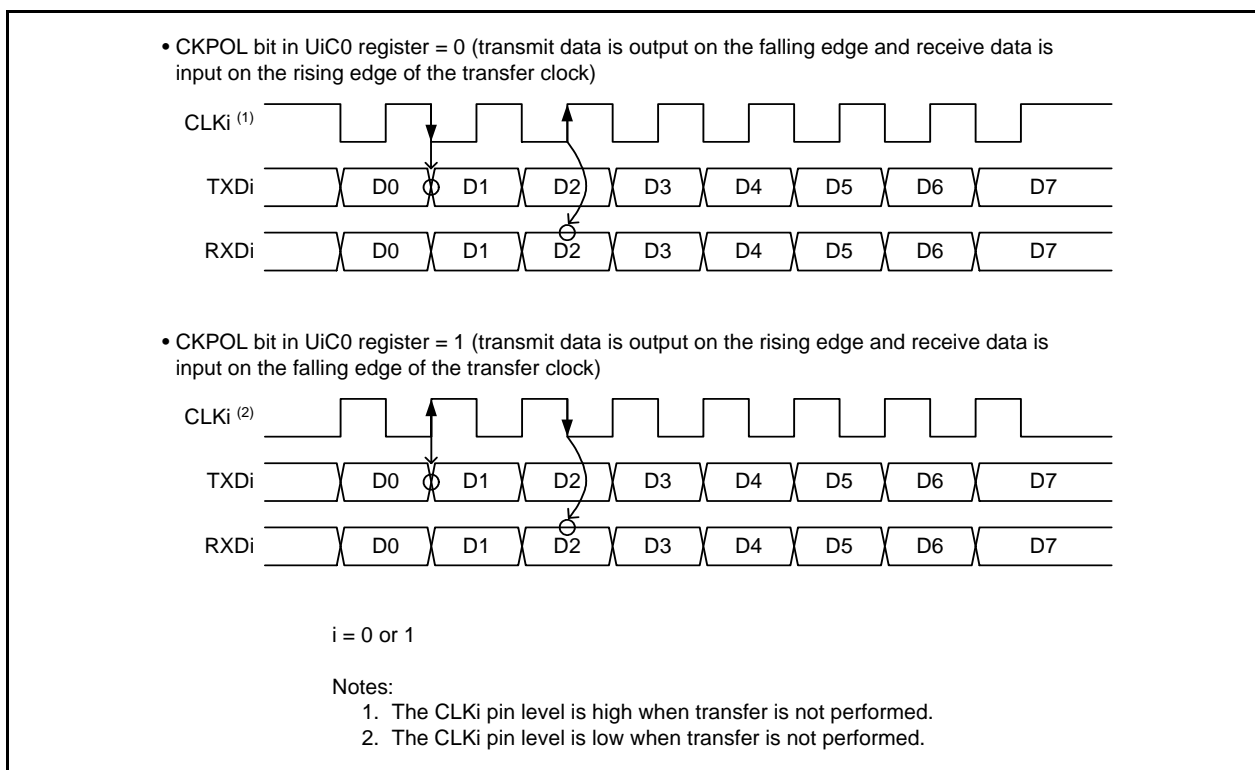 • CKPOL bit in UiC0 register = 0 (transmit data is output on the falling edge and receive data is
input on the rising edge of the transfer clock)
CLKi (1)
TXDi D0 D1 D2 D3 D4 D5 D6 D7
RXDi D0 D1 D2 D3 D4 D5 D6 D7
• CKPOL bit in UiC0 register = 1 (transmit data is output on the rising edge and receive data is
input on the falling edge of the transfer clock)
CLKi (2)
TXDi D0 D1 D2 D3 D4 D5 D6 D7
RXDi D0 D1 D2 D3 D4 D5 D6 D7
i = 0 or 1
Notes:
1. The CLKi pin level is high when transfer is not performed.
2. The CLKi pin level is low when transfer is not performed.